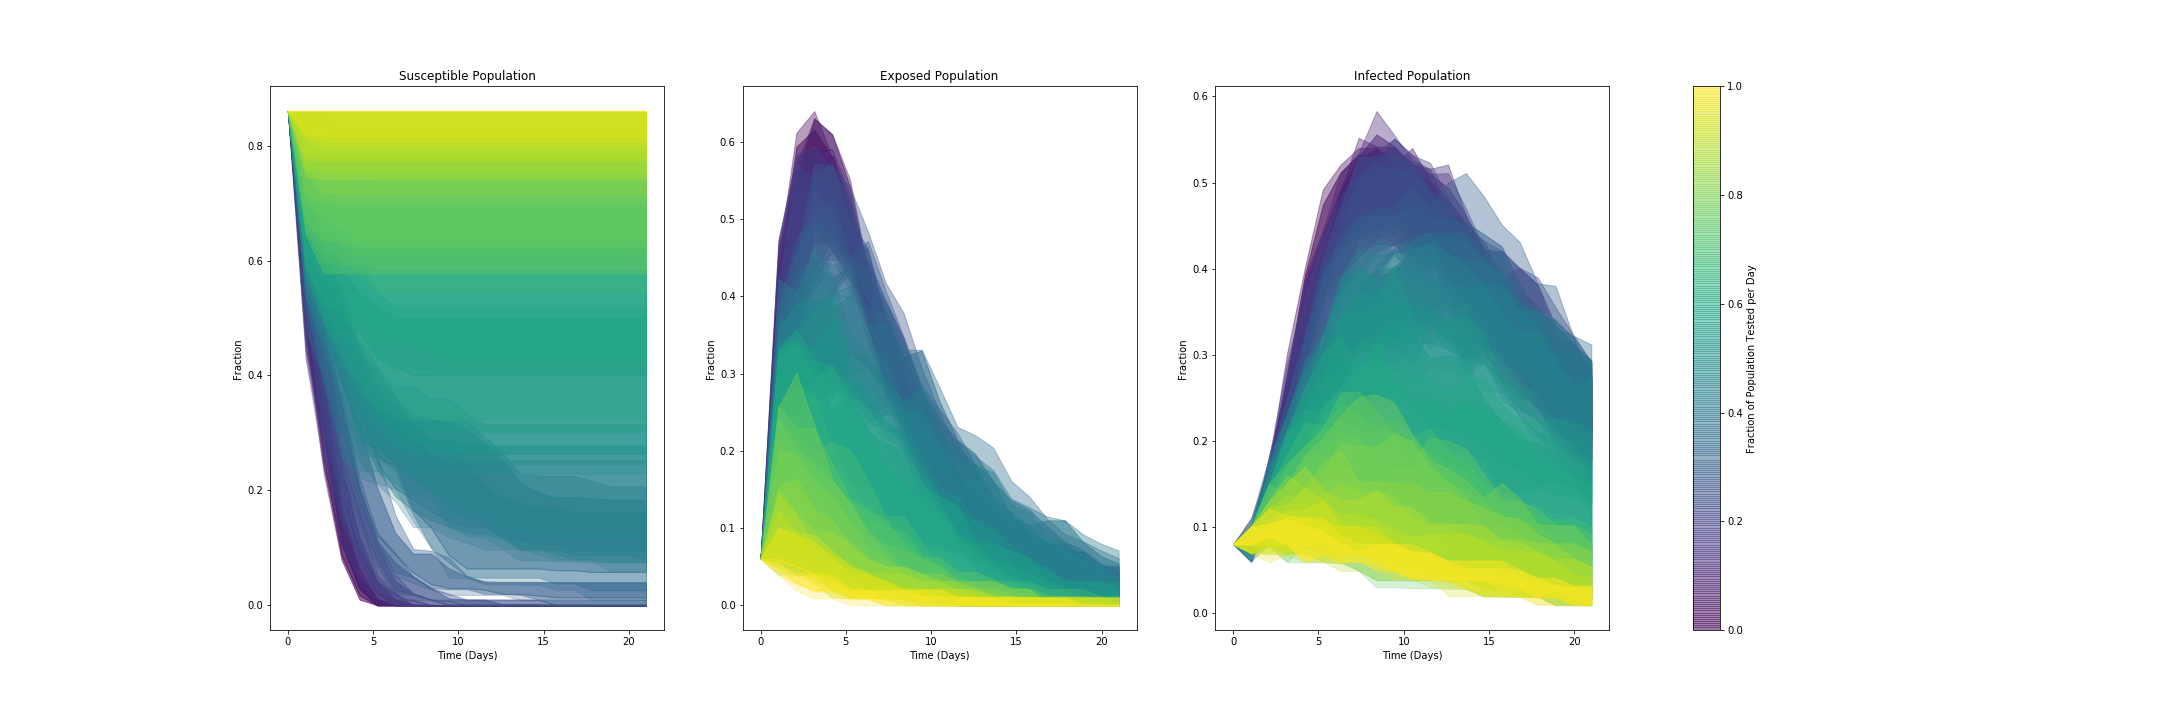 Susceptible Population
Fraction
0.8
0.6
0.4
0.2
0.0
0 5 10 15 20
Time (Days)
Exposed Population
Fraction
0.6
0.5
0.4
0.3
0.2
0.1
0.0
0 5 10 15 20
Time (Days)
Infected Population
Fraction
0.6
0.5
0.4
0.3
0.2
0.1
0.0
0 5 10 15 20
Time (Days)
1.0
0.8
0.6
0.4
0.2
0.0
Fraction of Population Tested per Day